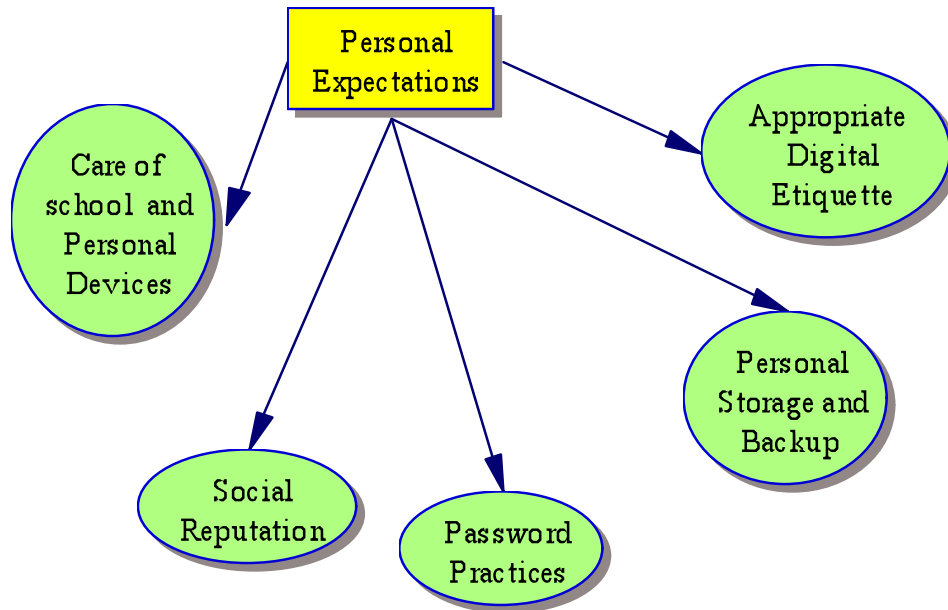 Personal
Expectations
Appropriate
Digital
Etiquette
Care of
school and
Personal
Devices
Personal
Storage and
Backup
Social
Reputation
Password
Practices